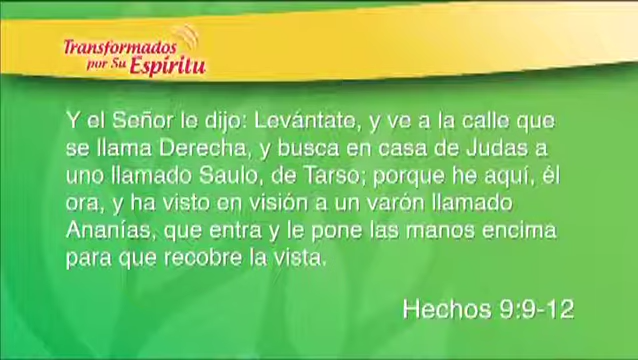 Transformados
por Su Espíritu
Y el Señor le dijo: Levántate, y ve a la calle que
se llama Derecha, y busca en casa de Judas a
uno llamado Saulo, de Tarso; porque he aquí, él
ora, y ha visto en visión a un varón llamado
Ananías, que entra y le pone las manos encima
para que recobre la vista.
Hechos 9:9-12